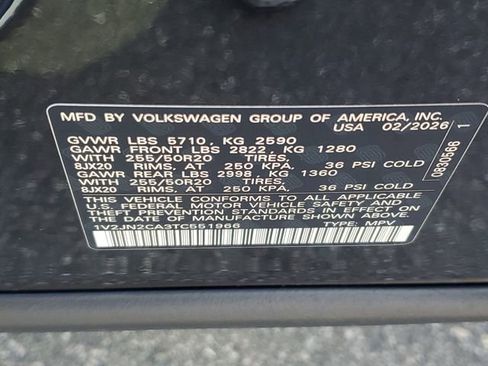 MFD BY VOLKSWAGEN GROUP OF AMERICA, INC.
USA 02/2026
GVWR LBS 5710, KG 2590
GAWR FRONT LBS 2822, KG 1280
WITH 255/50R20 TIRES,
8JX20 RIMS, AT 250 KPA, 36 PSI COLD
GAWR REAR LBS 2998, KG 1360
WITH 255/50R20 TIRES,
8JX20 RIMS, AT 250 KPA, 36 PSI COLD
THIS VEHICLE CONFORMS TO ALL APPLICABLE
U.S. FEDERAL MOTOR VEHICLE SAFETY AND
THEFT PREVENTION STANDARDS IN EFFECT ON
THE DATE OF MANUFACTURE SHOWN ABOVE.
1V2JN2CA3TC551966 TYPE: MPV
0830596 1